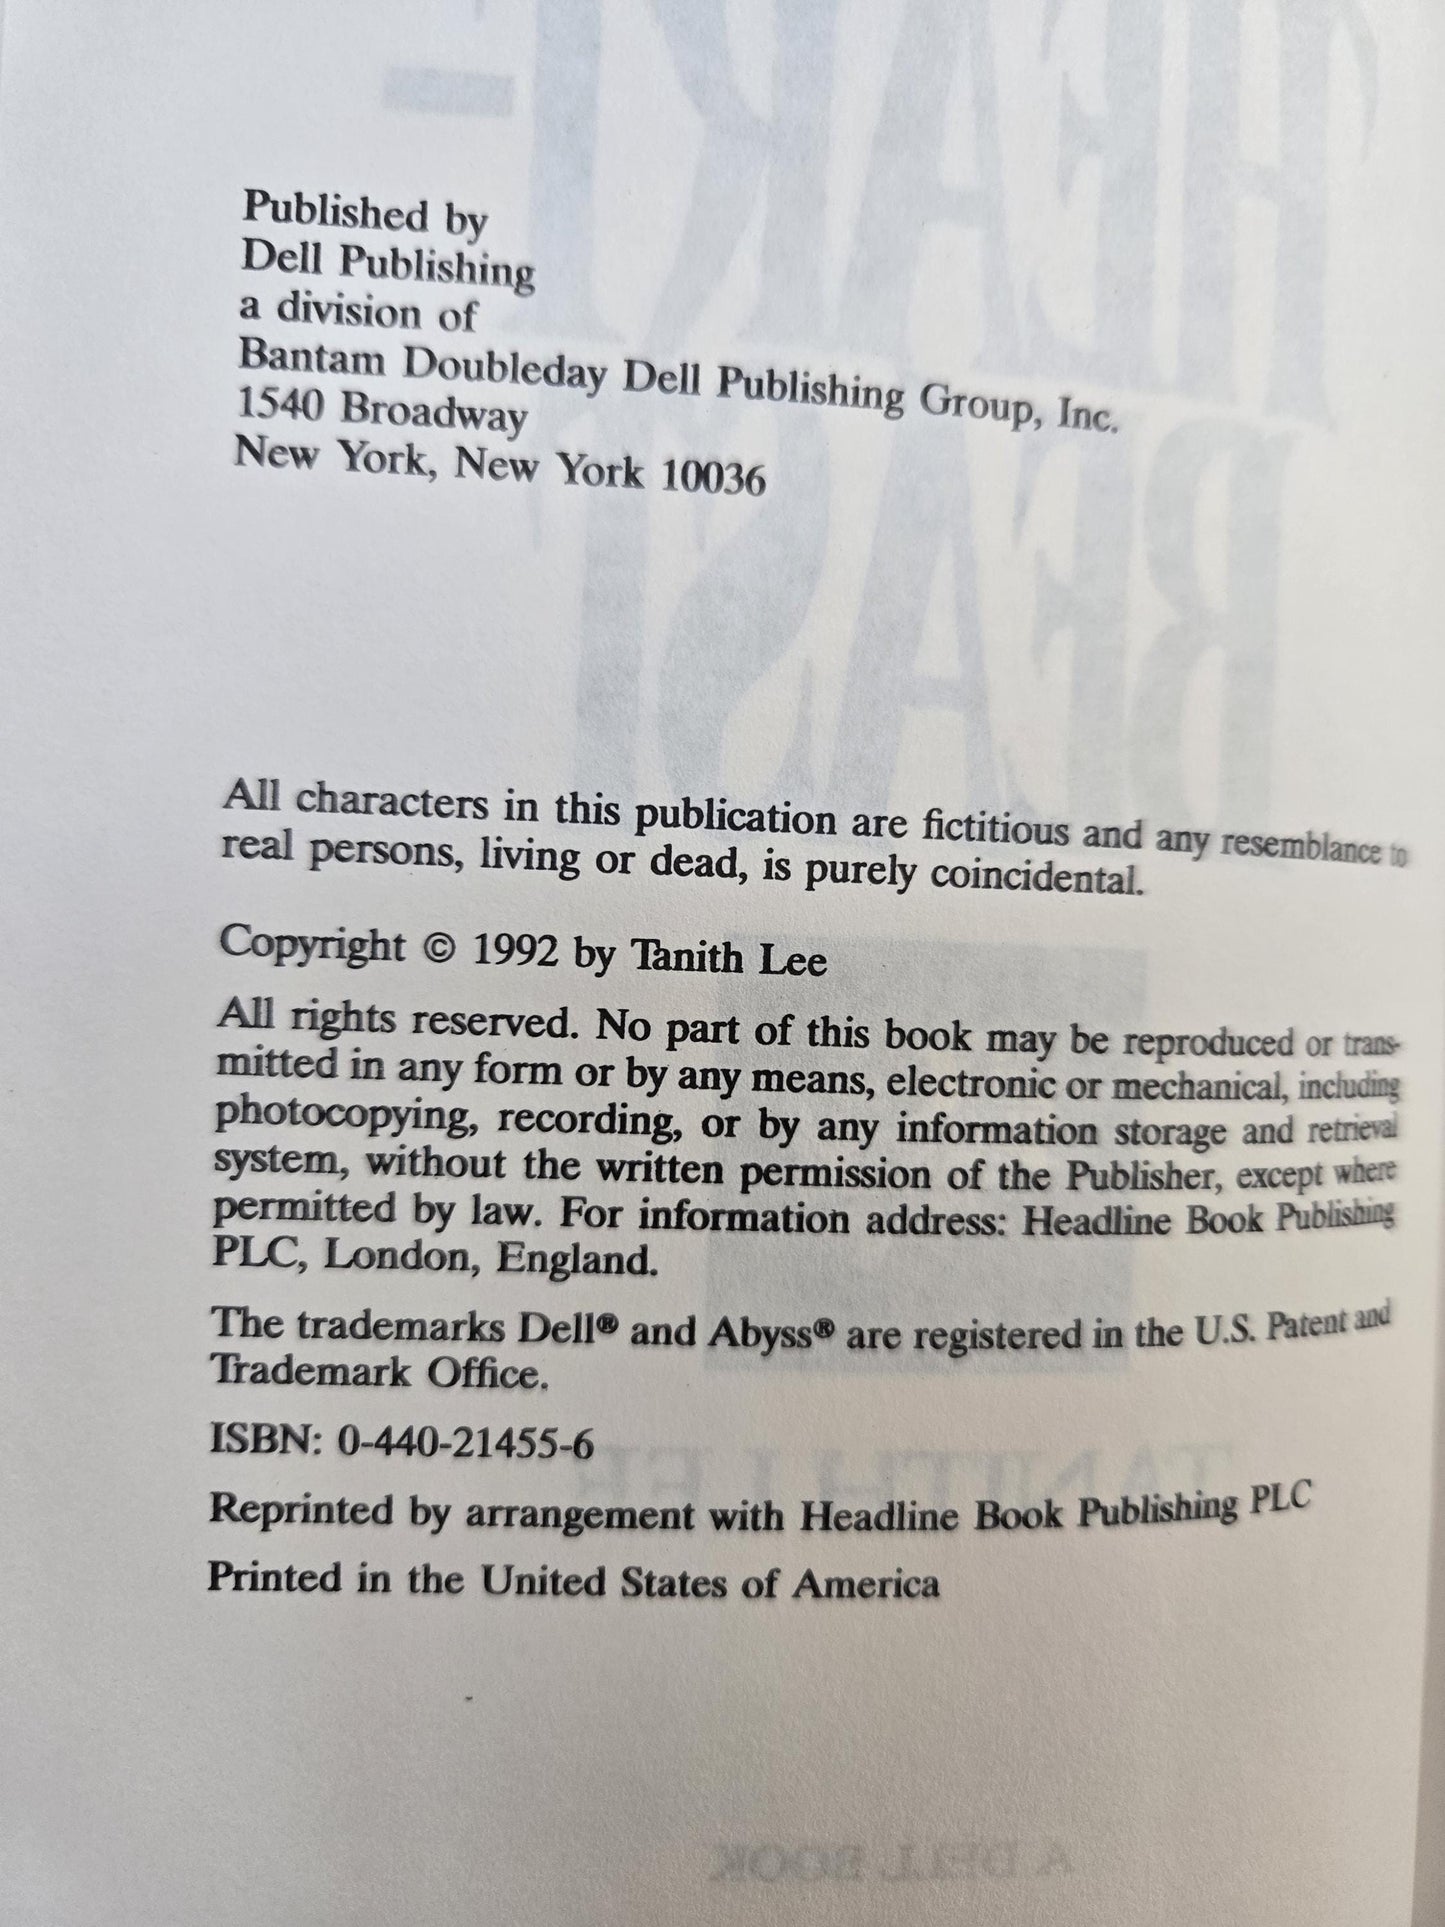 Published by
Dell Publishing
a division of
Bantam Doubleday Dell Publishing Group, Inc.
1540 Broadway
New York, New York 10036
All characters in this publication are fictitious and any resemblance to
real persons, living or dead, is purely coincidental.
Copyright © 1992 by Tanith Lee
All rights reserved. No part of this book may be reproduced or trans-
mitted in any form or by any means, electronic or mechanical, including
photocopying, recording, or by any information storage and retrieval
system, without the written permission of the Publisher, except where
permitted by law. For information address: Headline Book Publishing
PLC, London, England.
The trademarks Dell® and Abyss® are registered in the U.S. Patent and
Trademark Office.
ISBN: 0-440-21455-6
Reprinted by arrangement with Headline Book Publishing PLC
Printed in the United States of America